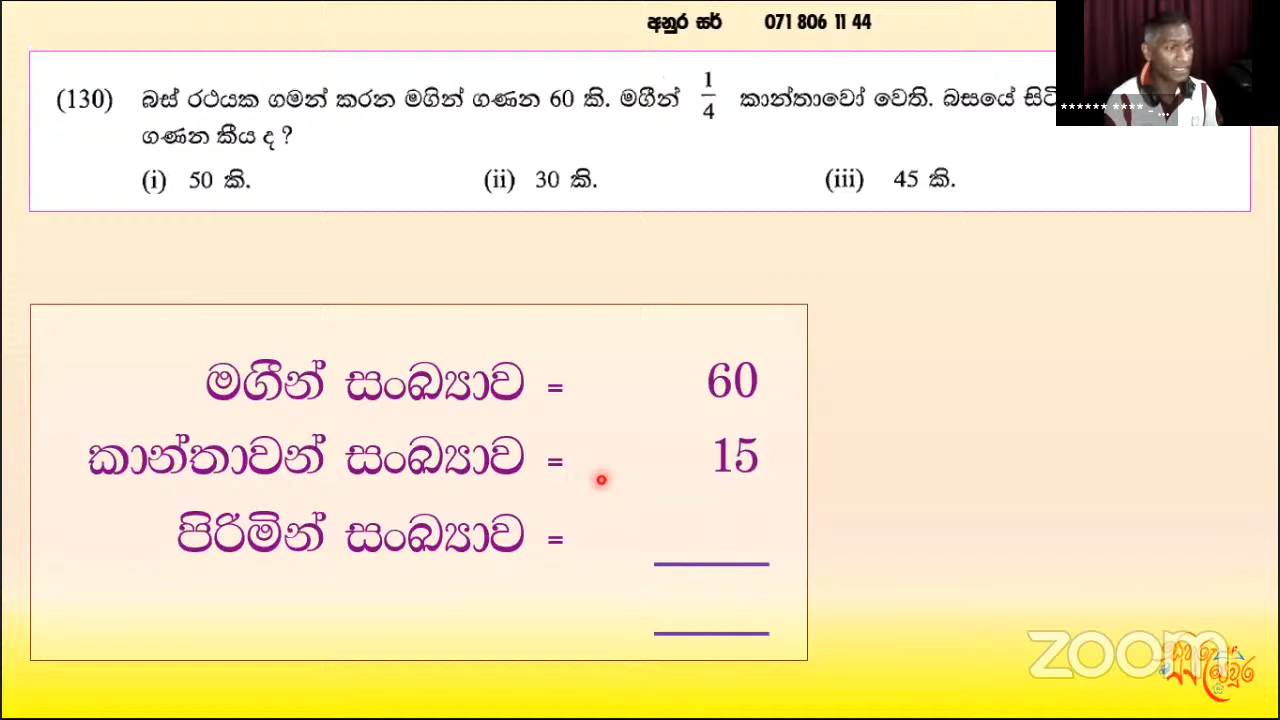 අනුර සර් 071 806 11 44
(130) බස් රථයක ගමන් කරන මගින් ගණන 60 කි. මගීන් 1/4 කාන්තාවෝ වෙති. බසයේ
****** **** - ...
ගණන කීය ද ?
(i) 50 කි. (ii) 30 කි. (iii) 45 කි.
මගීන් සංඛ්‍යාව = 60
කාන්තාවන් සංඛ්‍යාව = 15
පිරිමින් සංඛ්‍යාව =
zoom